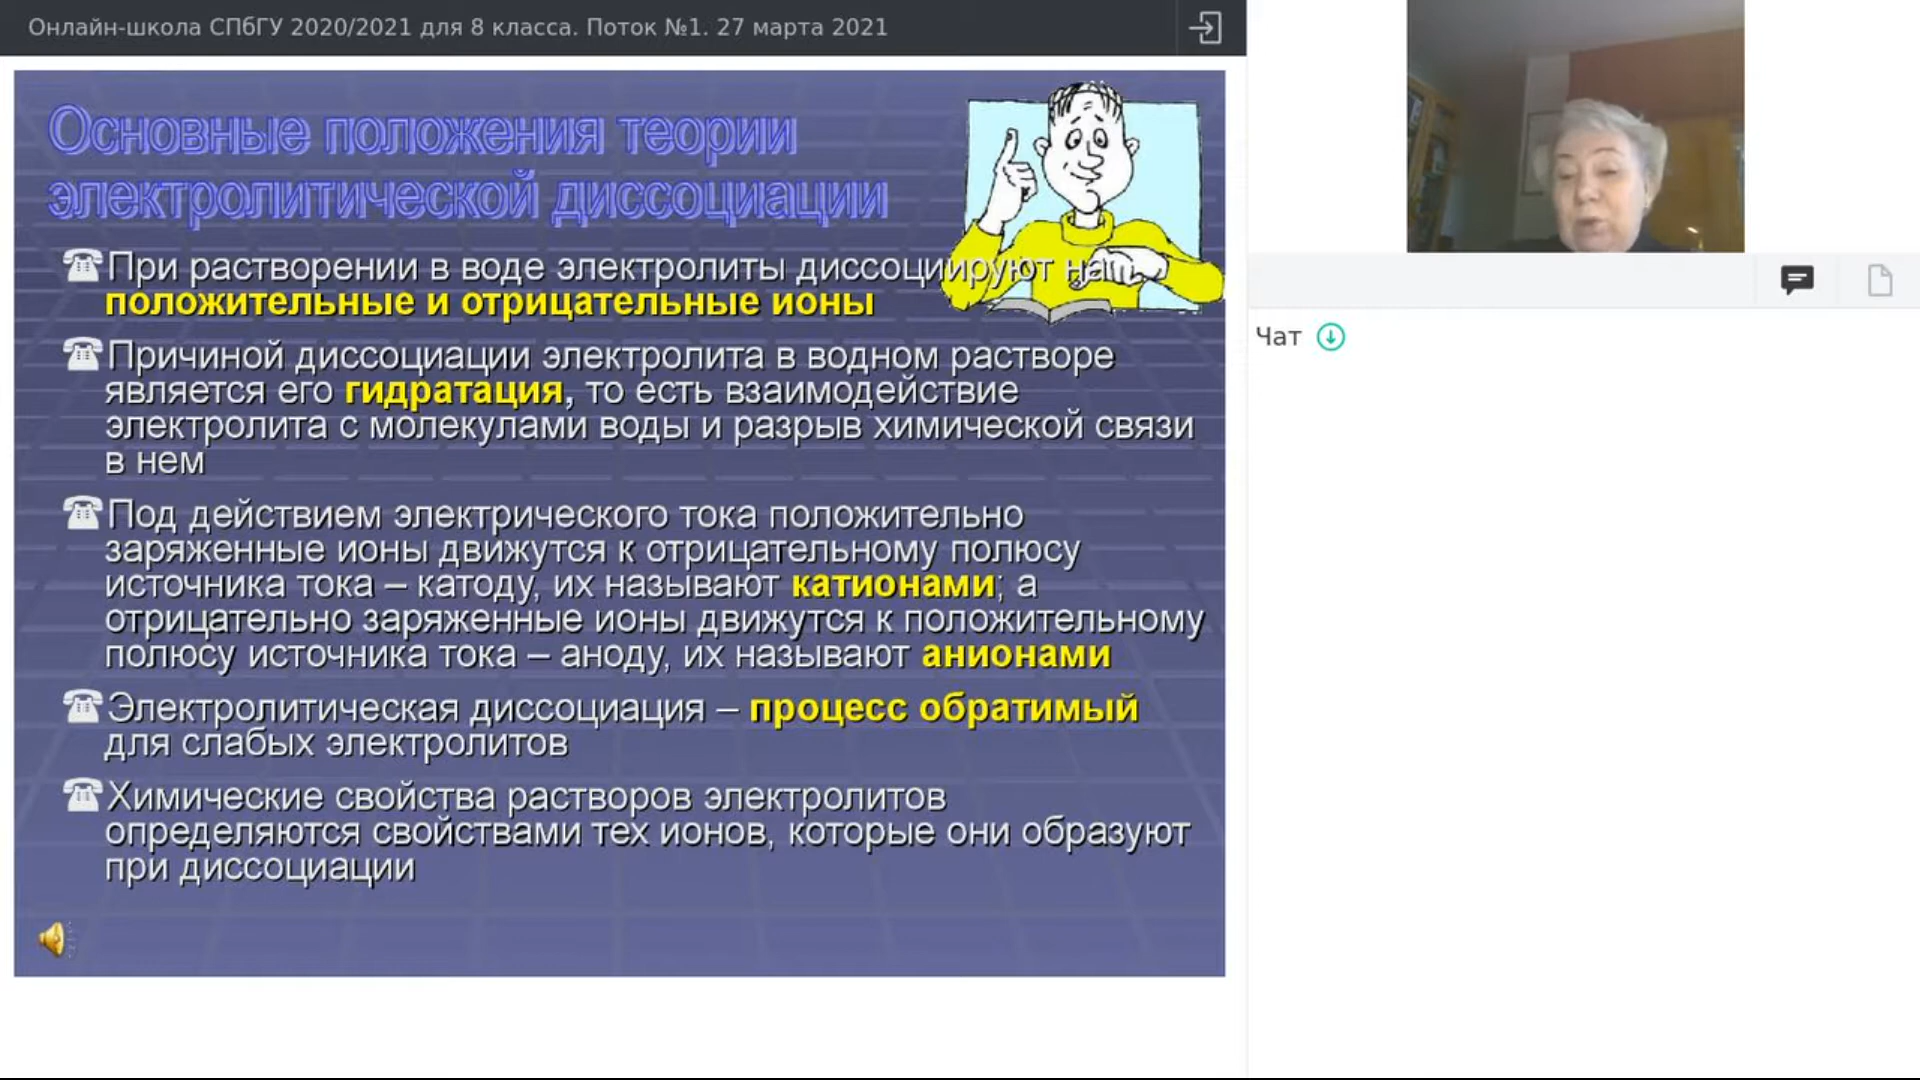 Онлайн-школа СПбГУ 2020/2021 для 8 класса. Поток №1. 27 марта 2021
Основные положения теории
электролитической диссоциации
При растворении в воде электролиты диссоциируют на
положительные и отрицательные ионы
Причиной диссоциации электролита в водном растворе
является его гидратация, то есть взаимодействие
электролита с молекулами воды и разрыв химической связи
в нем
Под действием электрического тока положительно
заряженные ионы движутся к отрицательному полюсу
источника тока – катоду, их называют катионами; а
отрицательно заряженные ионы движутся к положительному
полюсу источника тока – аноду, их называют анионами
Электролитическая диссоциация – процесс обратимый
для слабых электролитов
Химические свойства растворов электролитов
определяются свойствами тех ионов, которые они образуют
при диссоциации
Чат